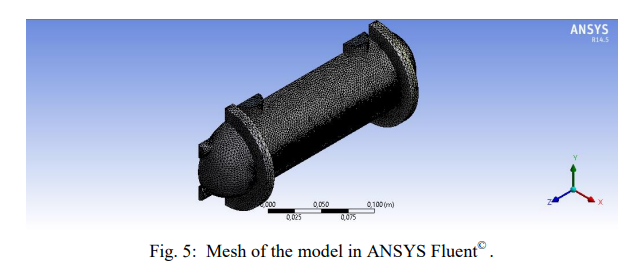 ANSYS
R14.5
Y
Z
X
0,000 0,050 0,100 (m)
0,025 0,075
Fig. 5: Mesh of the model in ANSYS Fluent© .